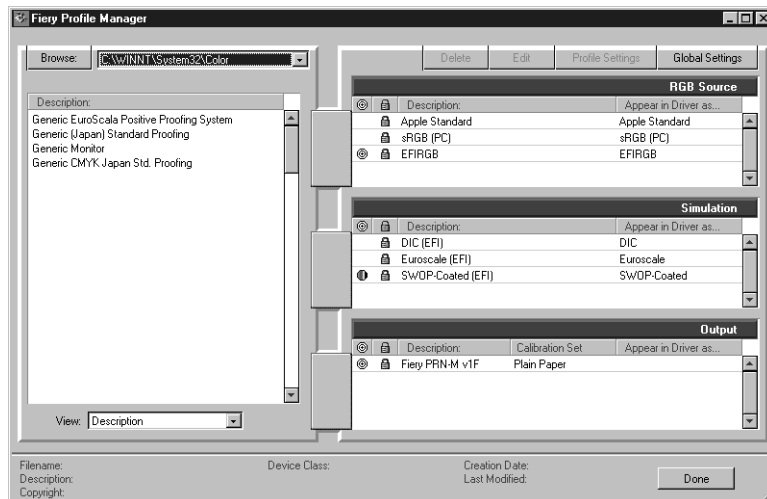 Fiery Profile Manager
Browse: C:\WINNT\System32\Color
Delete Edit Profile Settings Global Settings
Description:
Generic EuroScala Positive Proofing System
Generic (Japan) Standard Proofing
Generic Monitor
Generic CMYK Japan Std. Proofing
View: Description
RGB Source
Description: Appear in Driver as...
Apple Standard Apple Standard
sRGB (PC) sRGB (PC)
EFIRGB EFIRGB
Simulation
Description: Appear in Driver as...
DIC (EFI) DIC
Euroscale (EFI) Euroscale
SWOP-Coated (EFI) SWOP-Coated
Output
Description: Calibration Set Appear in Driver as...
Fiery PRN-M v1F Plain Paper
Filename: Device Class: Creation Date:
Description: Last Modified:
Copyright:
Done